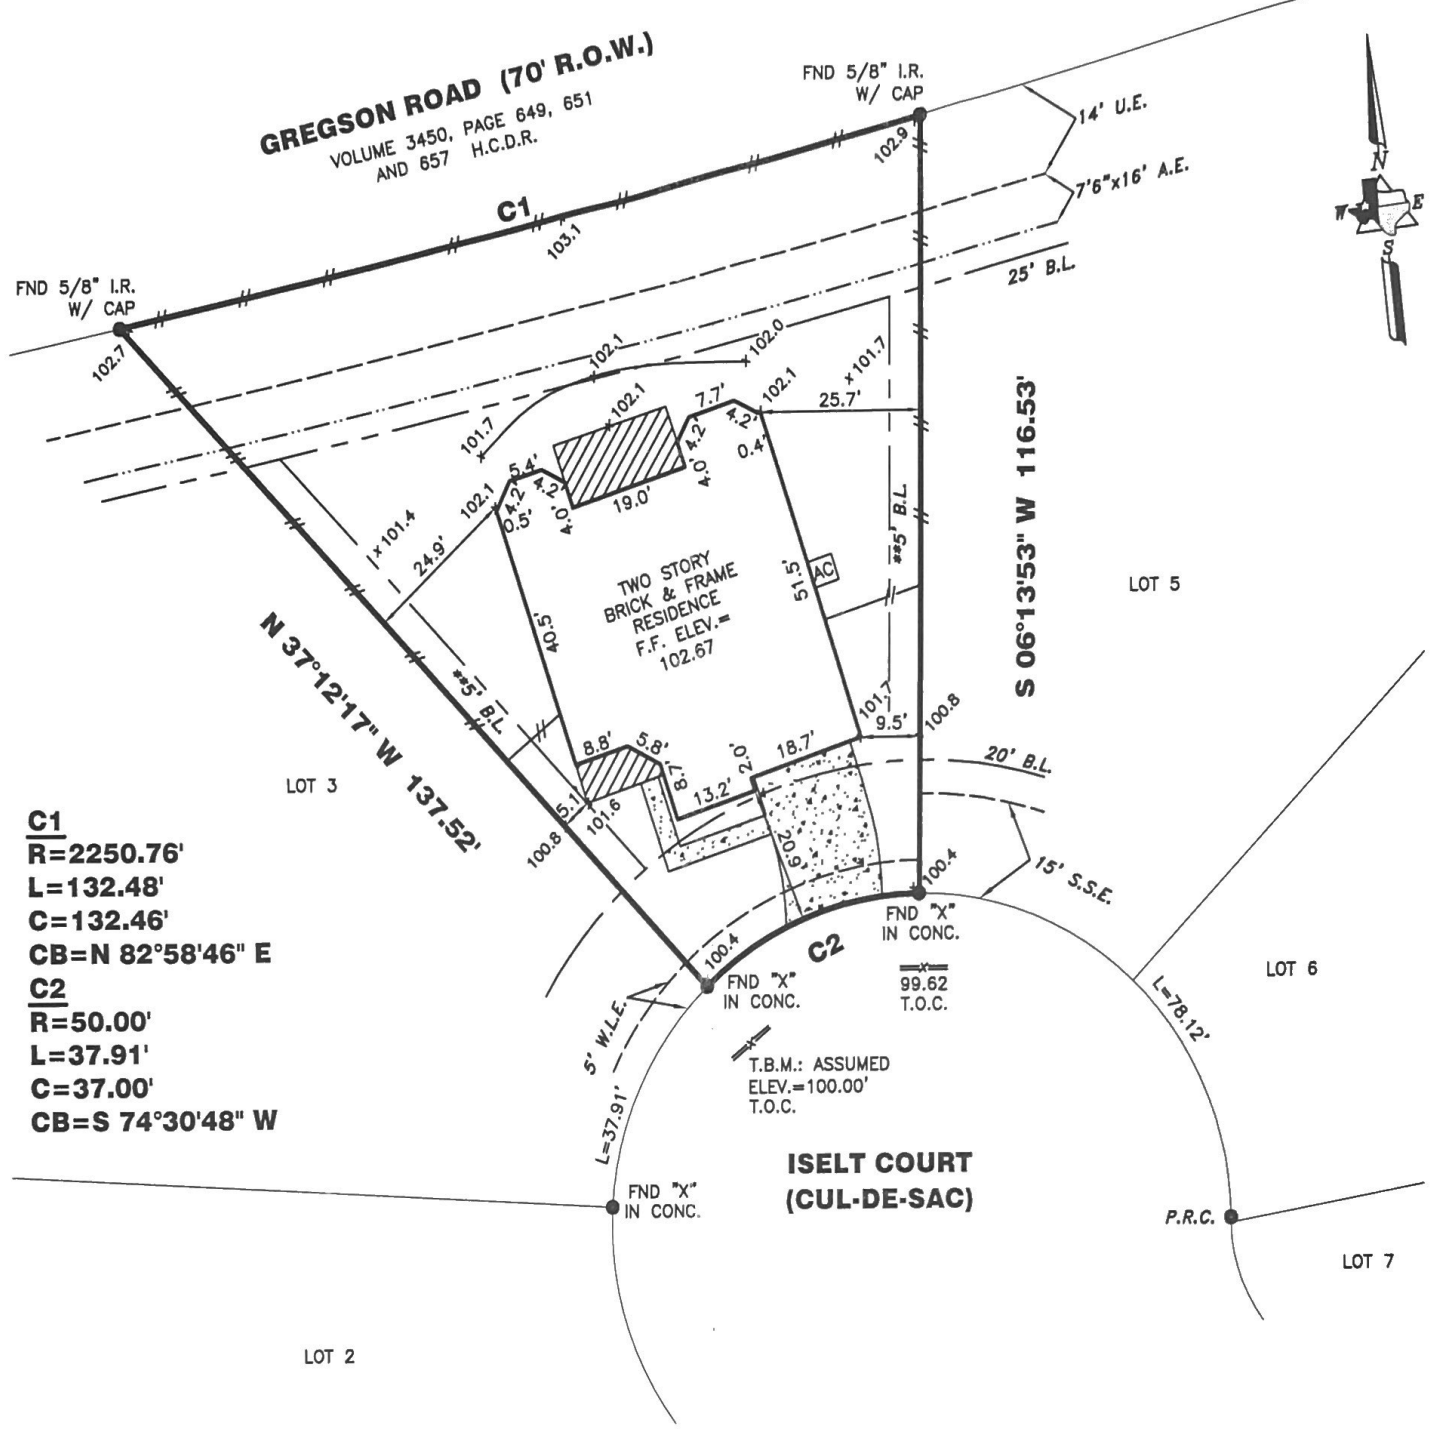 GREGSON ROAD (70' R.O.W.)
VOLUME 3450, PAGE 649, 651
AND 657 H.C.D.R.
FND 5/8" I.R.
W/ CAP
102.9
14' U.E.
7'6"x16' A.E.
25' B.L.
N
W
E
S
C1
103.1
FND 5/8" I.R.
W/ CAP
102.7
102.1
x 102.0
x 101.7
101.7
x 102.1
7.7'
102.1
4.2'
4.2'
0.4'
25.7'
5.4'
102.1
4.2'
4.2'
0.5'
4.0'
19.0'
4.0'
x 101.4
24.9'
**5' B.L.
S 06°13'53" W 116.53'
LOT 5
TWO STORY
BRICK & FRAME
RESIDENCE
F.F. ELEV.=
102.67
51.5'
AC
40.5'
N 37°12'17" W 137.52'
**5' B.L.
101.7
9.5'
100.8
8.8'
5.8'
8.7'
2.0'
18.7'
13.2'
20' B.L.
LOT 3
5.1'
101.6
100.8
20.9'
100.4
15' S.S.E.
C1
R=2250.76'
L=132.48'
C=132.46'
CB=N 82°58'46" E
C2
R=50.00'
L=37.91'
C=37.00'
CB=S 74°30'48" W
100.4
C2
FND "X"
IN CONC.
FND "X"
IN CONC.
99.62
T.O.C.
5' W.L.E.
T.B.M.: ASSUMED
ELEV.=100.00'
T.O.C.
L=37.91'
L=78.12'
LOT 6
ISELT COURT
(CUL-DE-SAC)
FND "X"
IN CONC.
P.R.C.
LOT 7
LOT 2